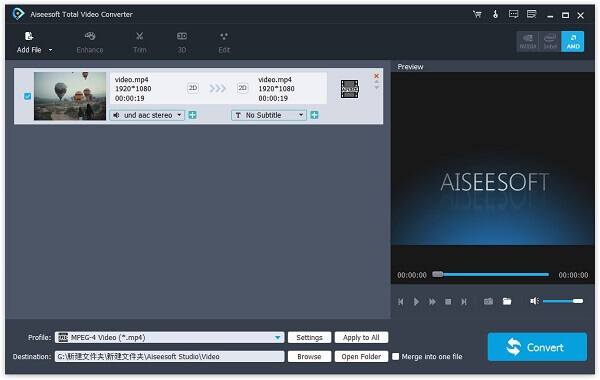 Aiseesoft Total Video Converter
Add File
Enhance
Trim
3D
Edit
NVIDIA
Intel
AMD
Preview
video.mp4
1920*1080
00:00:19
2D
2D
video.mp4
1920*1080
00:00:19
und aac stereo
T No Subtitle
AISEESOFT
00:00:00
00:00:00
Profile:
MPEG-4 Video (*.mp4)
Settings
Apply to All
Convert
Destination:
G:\新建文件夹\新建文件夹\Aiseesoft Studio\Video
Browse
Open Folder
Merge into one file